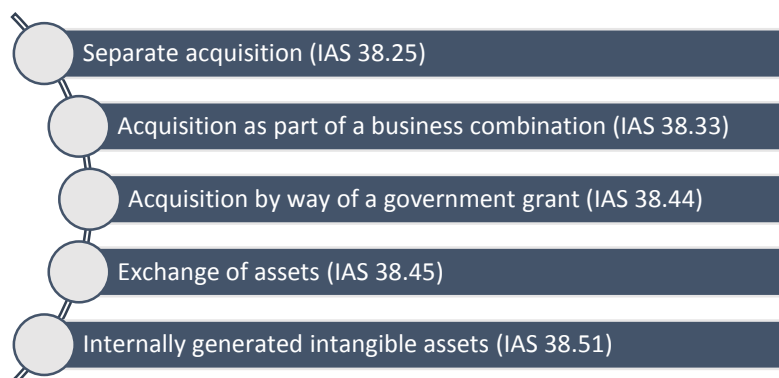 Separate acquisition (IAS 38.25)
Acquisition as part of a business combination (IAS 38.33)
Acquisition by way of a government grant (IAS 38.44)
Exchange of assets (IAS 38.45)
Internally generated intangible assets (IAS 38.51)